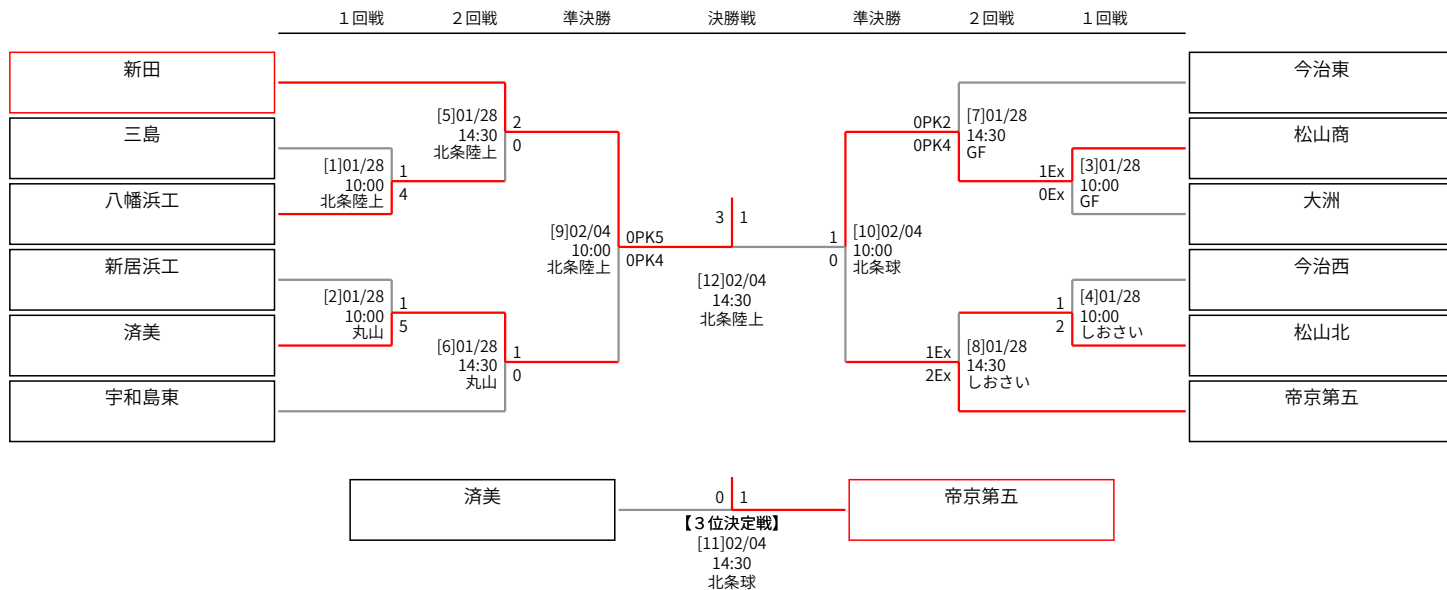 １回戦
２回戦
準決勝
決勝戦
準決勝
２回戦
１回戦
新田
三島
八幡浜工
新居浜工
済美
宇和島東
[1]01/28
10:00
北条陸上
1
4
[2]01/28
10:00
丸山
1
5
[5]01/28
14:30
北条陸上
2
0
[6]01/28
14:30
丸山
1
0
[9]02/04
10:00
北条陸上
0PK5
0PK4
3
1
[12]02/04
14:30
北条陸上
1
0
[10]02/04
10:00
北条球
0PK2
0PK4
[7]01/28
14:30
GF
1Ex
2Ex
[8]01/28
14:30
しおさい
1Ex
0Ex
[3]01/28
10:00
GF
1
2
[4]01/28
10:00
しおさい
今治東
松山商
大洲
今治西
松山北
帝京第五
済美
0
1
帝京第五
【３位決定戦】
[11]02/04
14:30
北条球